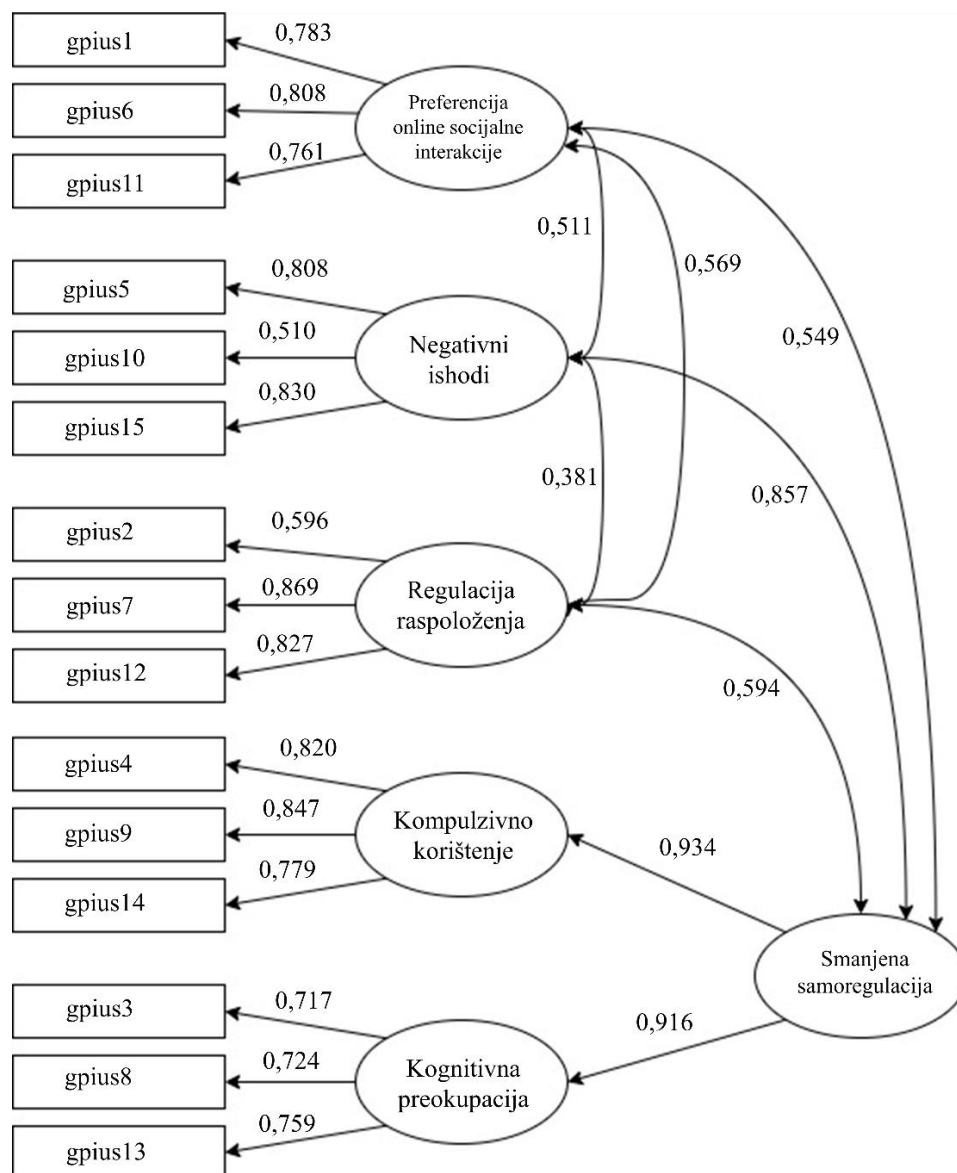 gpius1
0,783
gpius6
0,808
gpius11
0,761
Preferencija
online socijalne
interakcije
0,511
0,569
0,549
gpius5
0,808
gpius10
0,510
gpius15
0,830
Negativni
ishodi
0,381
0,857
gpius2
0,596
gpius7
0,869
gpius12
0,827
Regulacija
raspoloženja
0,594
gpius4
0,820
gpius9
0,847
gpius14
0,779
Kompulzivno
korištenje
0,934
Smanjena
samoregulacija
gpius3
0,717
gpius8
0,724
gpius13
0,759
Kognitivna
preokupacija
0,916